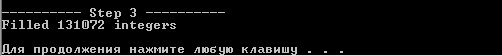 ---------- Step 3 ----------
Filled 131072 integers
Для продолжения нажмите любую клавишу . . .